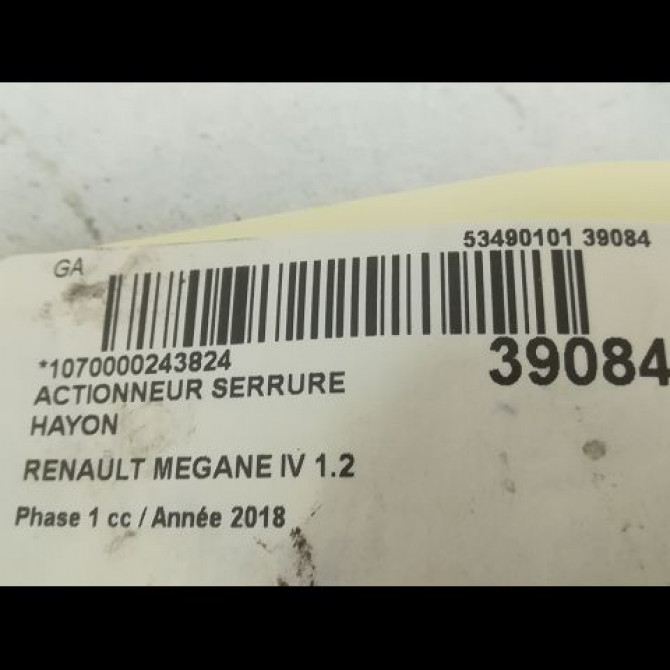 GA
53490101 39084
*1070000243824
39084
ACTIONNEUR SERRURE
HAYON
RENAULT MEGANE IV 1.2
Phase 1 cc / Année 2018